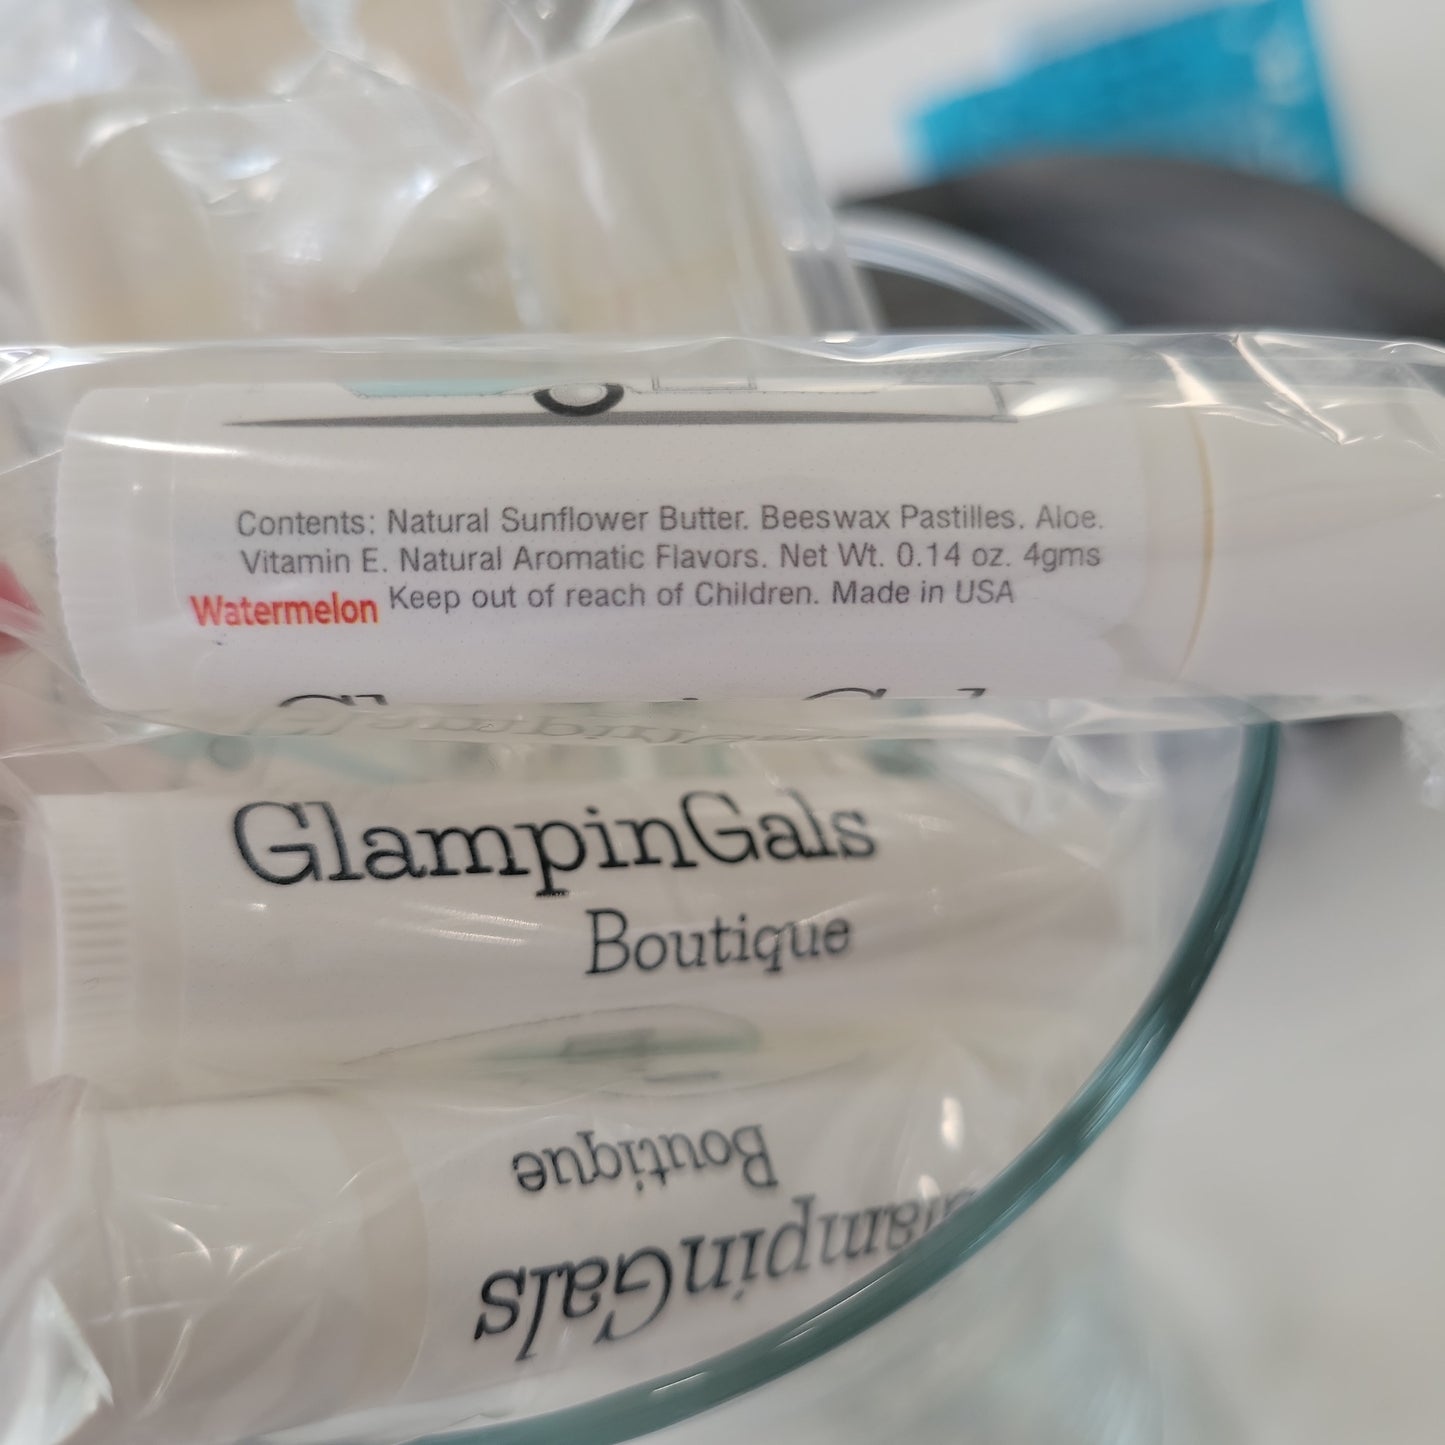 Contents: Natural Sunflower Butter. Beeswax Pastilles. Aloe.
Vitamin E. Natural Aromatic Flavors. Net Wt. 0.14 oz. 4gms
Watermelon Keep out of reach of Children. Made in USA
GlampinGals
Boutique
Boutique
GlampinGals